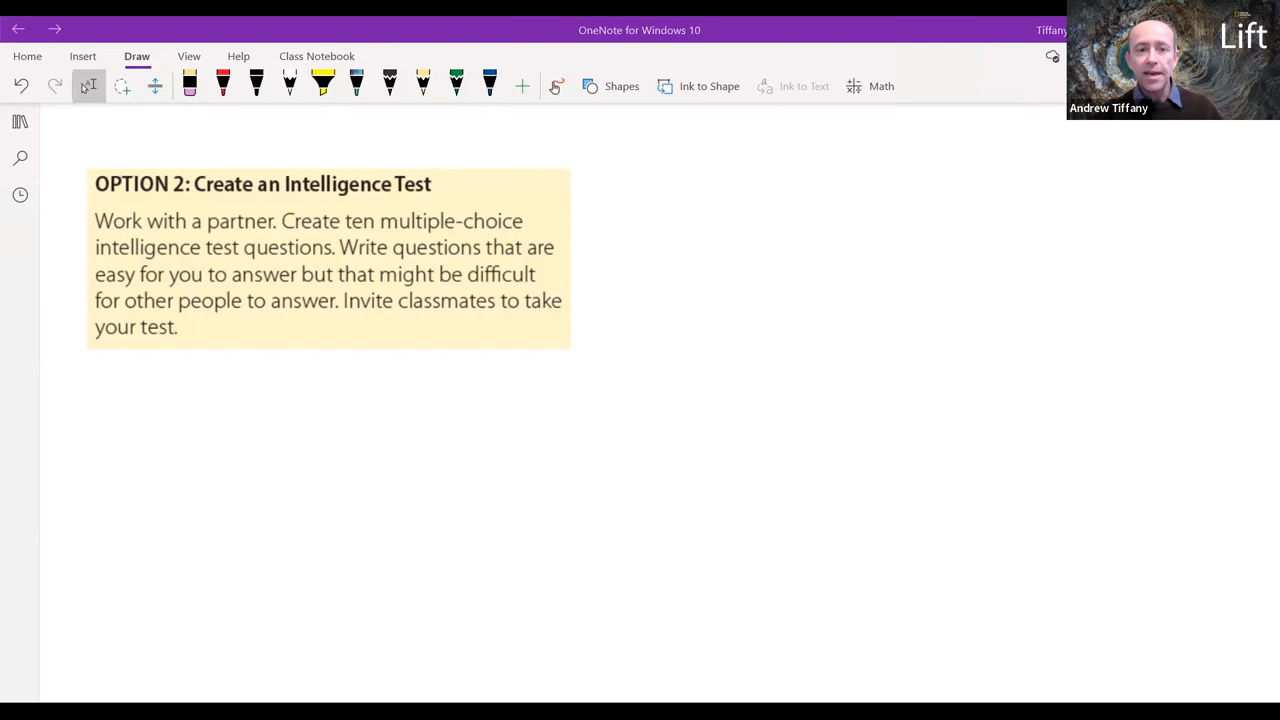 OneNote for Windows 10
Tiffany
Lift
Home Insert Draw View Help Class Notebook
Shapes Ink to Shape Ink to Text Math
Andrew Tiffany
OPTION 2: Create an Intelligence Test
Work with a partner. Create ten multiple-choice
intelligence test questions. Write questions that are
easy for you to answer but that might be difficult
for other people to answer. Invite classmates to take
your test.